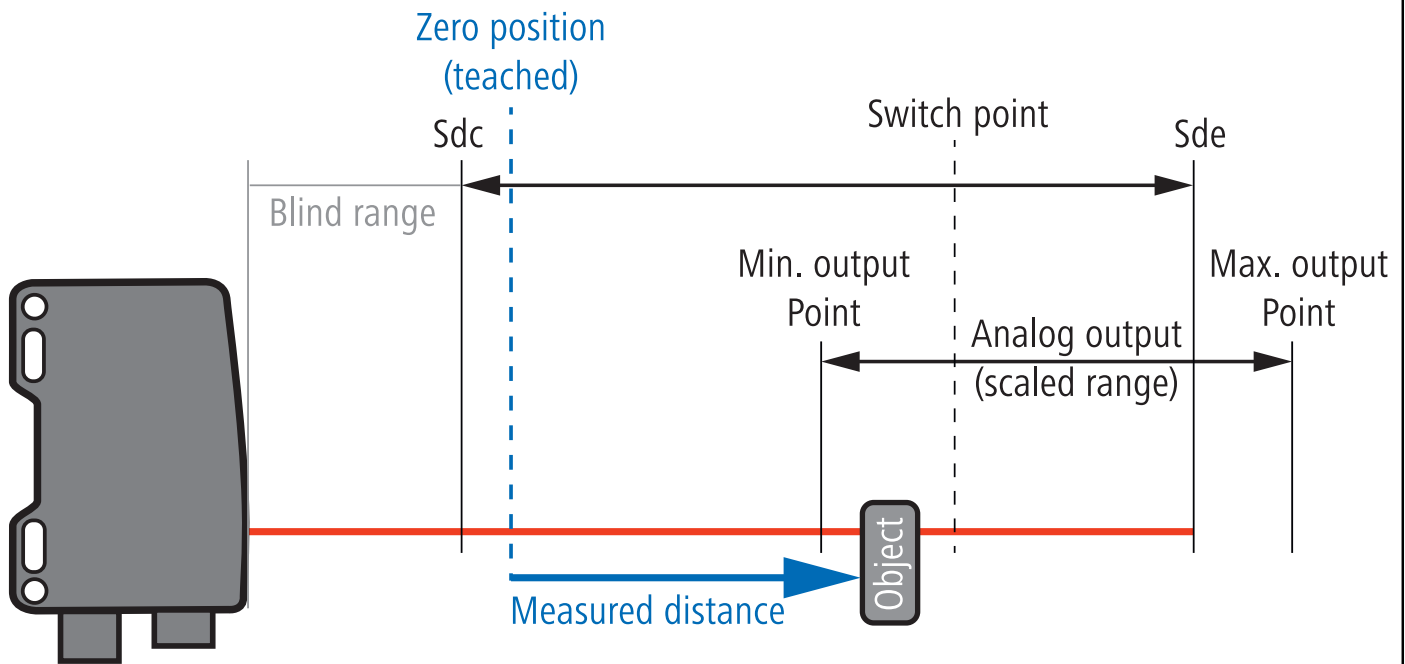 Zero position
(teached)
Sdc
Switch point
Sde
Blind range
Min. output
Point
Max. output
Point
Analog output
(scaled range)
Object
Measured distance